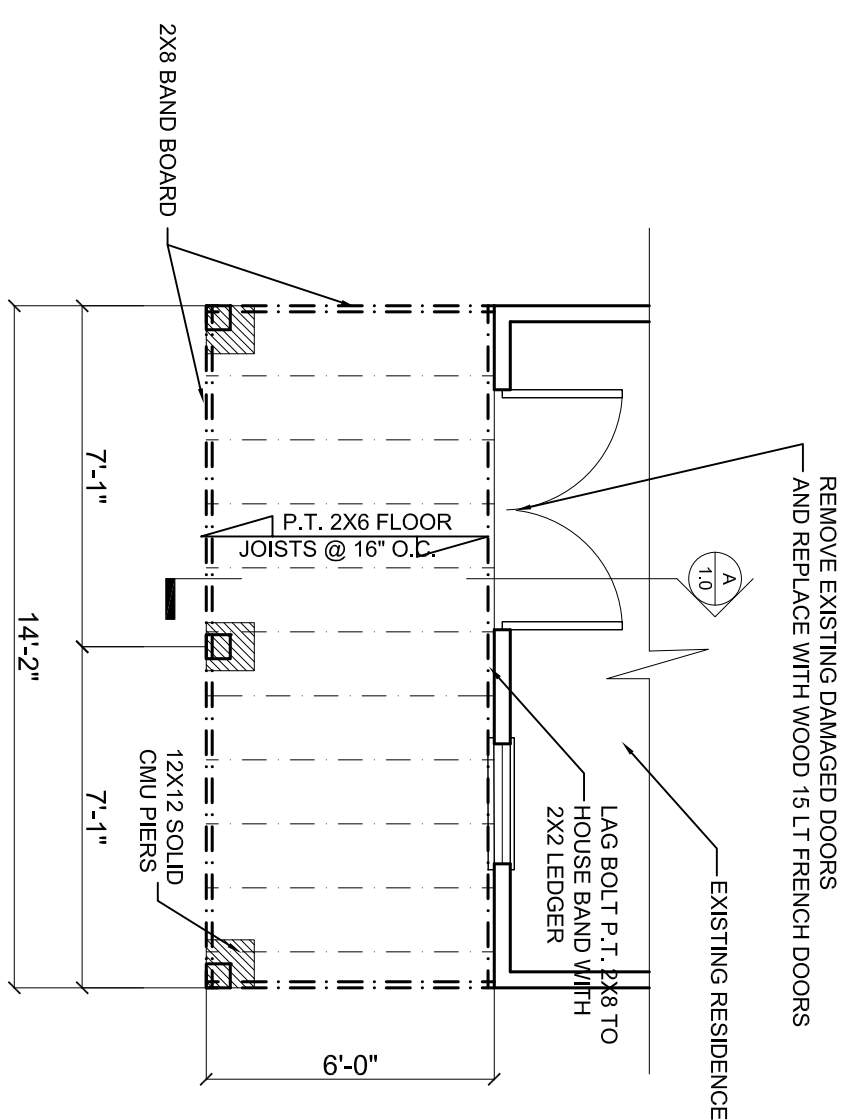 REMOVE EXISTING DAMAGED DOORS
AND REPLACE WITH WOOD 15 LT FRENCH DOORS
EXISTING RESIDENCE
A
1.0
LAG BOLT P.T. 2X8 TO
HOUSE BAND WITH
2X2 LEDGER
P.T. 2X6 FLOOR
JOISTS @ 16" O.C.
2X8 BAND BOARD
12X12 SOLID
CMU PIERS
7'-1"
7'-1"
14'-2"
6'-0"